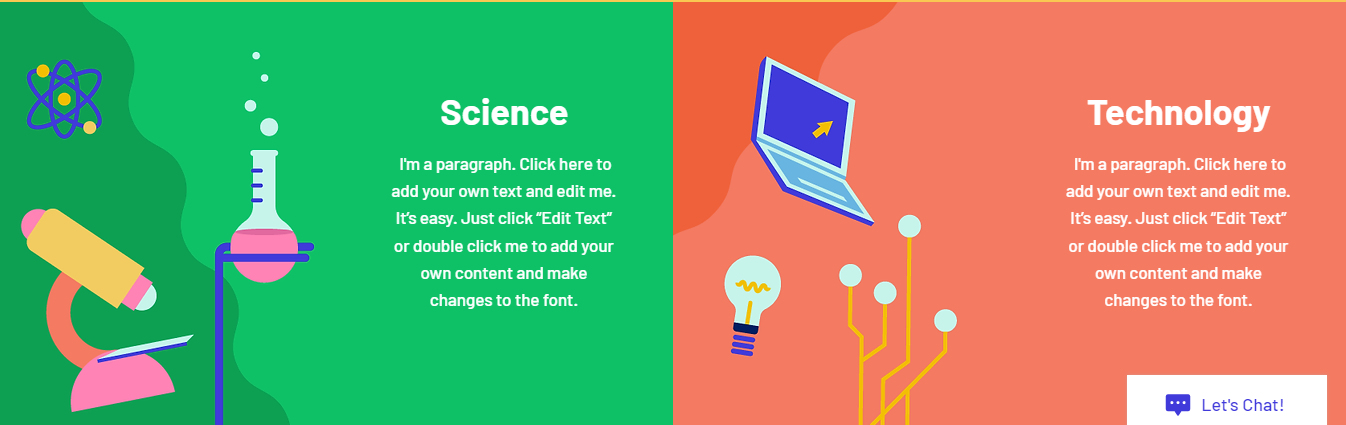 Science
I'm a paragraph. Click here to
add your own text and edit me.
It’s easy. Just click “Edit Text”
or double click me to add your
own content and make
changes to the font.
Technology
I'm a paragraph. Click here to
add your own text and edit me.
It’s easy. Just click “Edit Text”
or double click me to add your
own content and make
changes to the font.
Let's Chat!